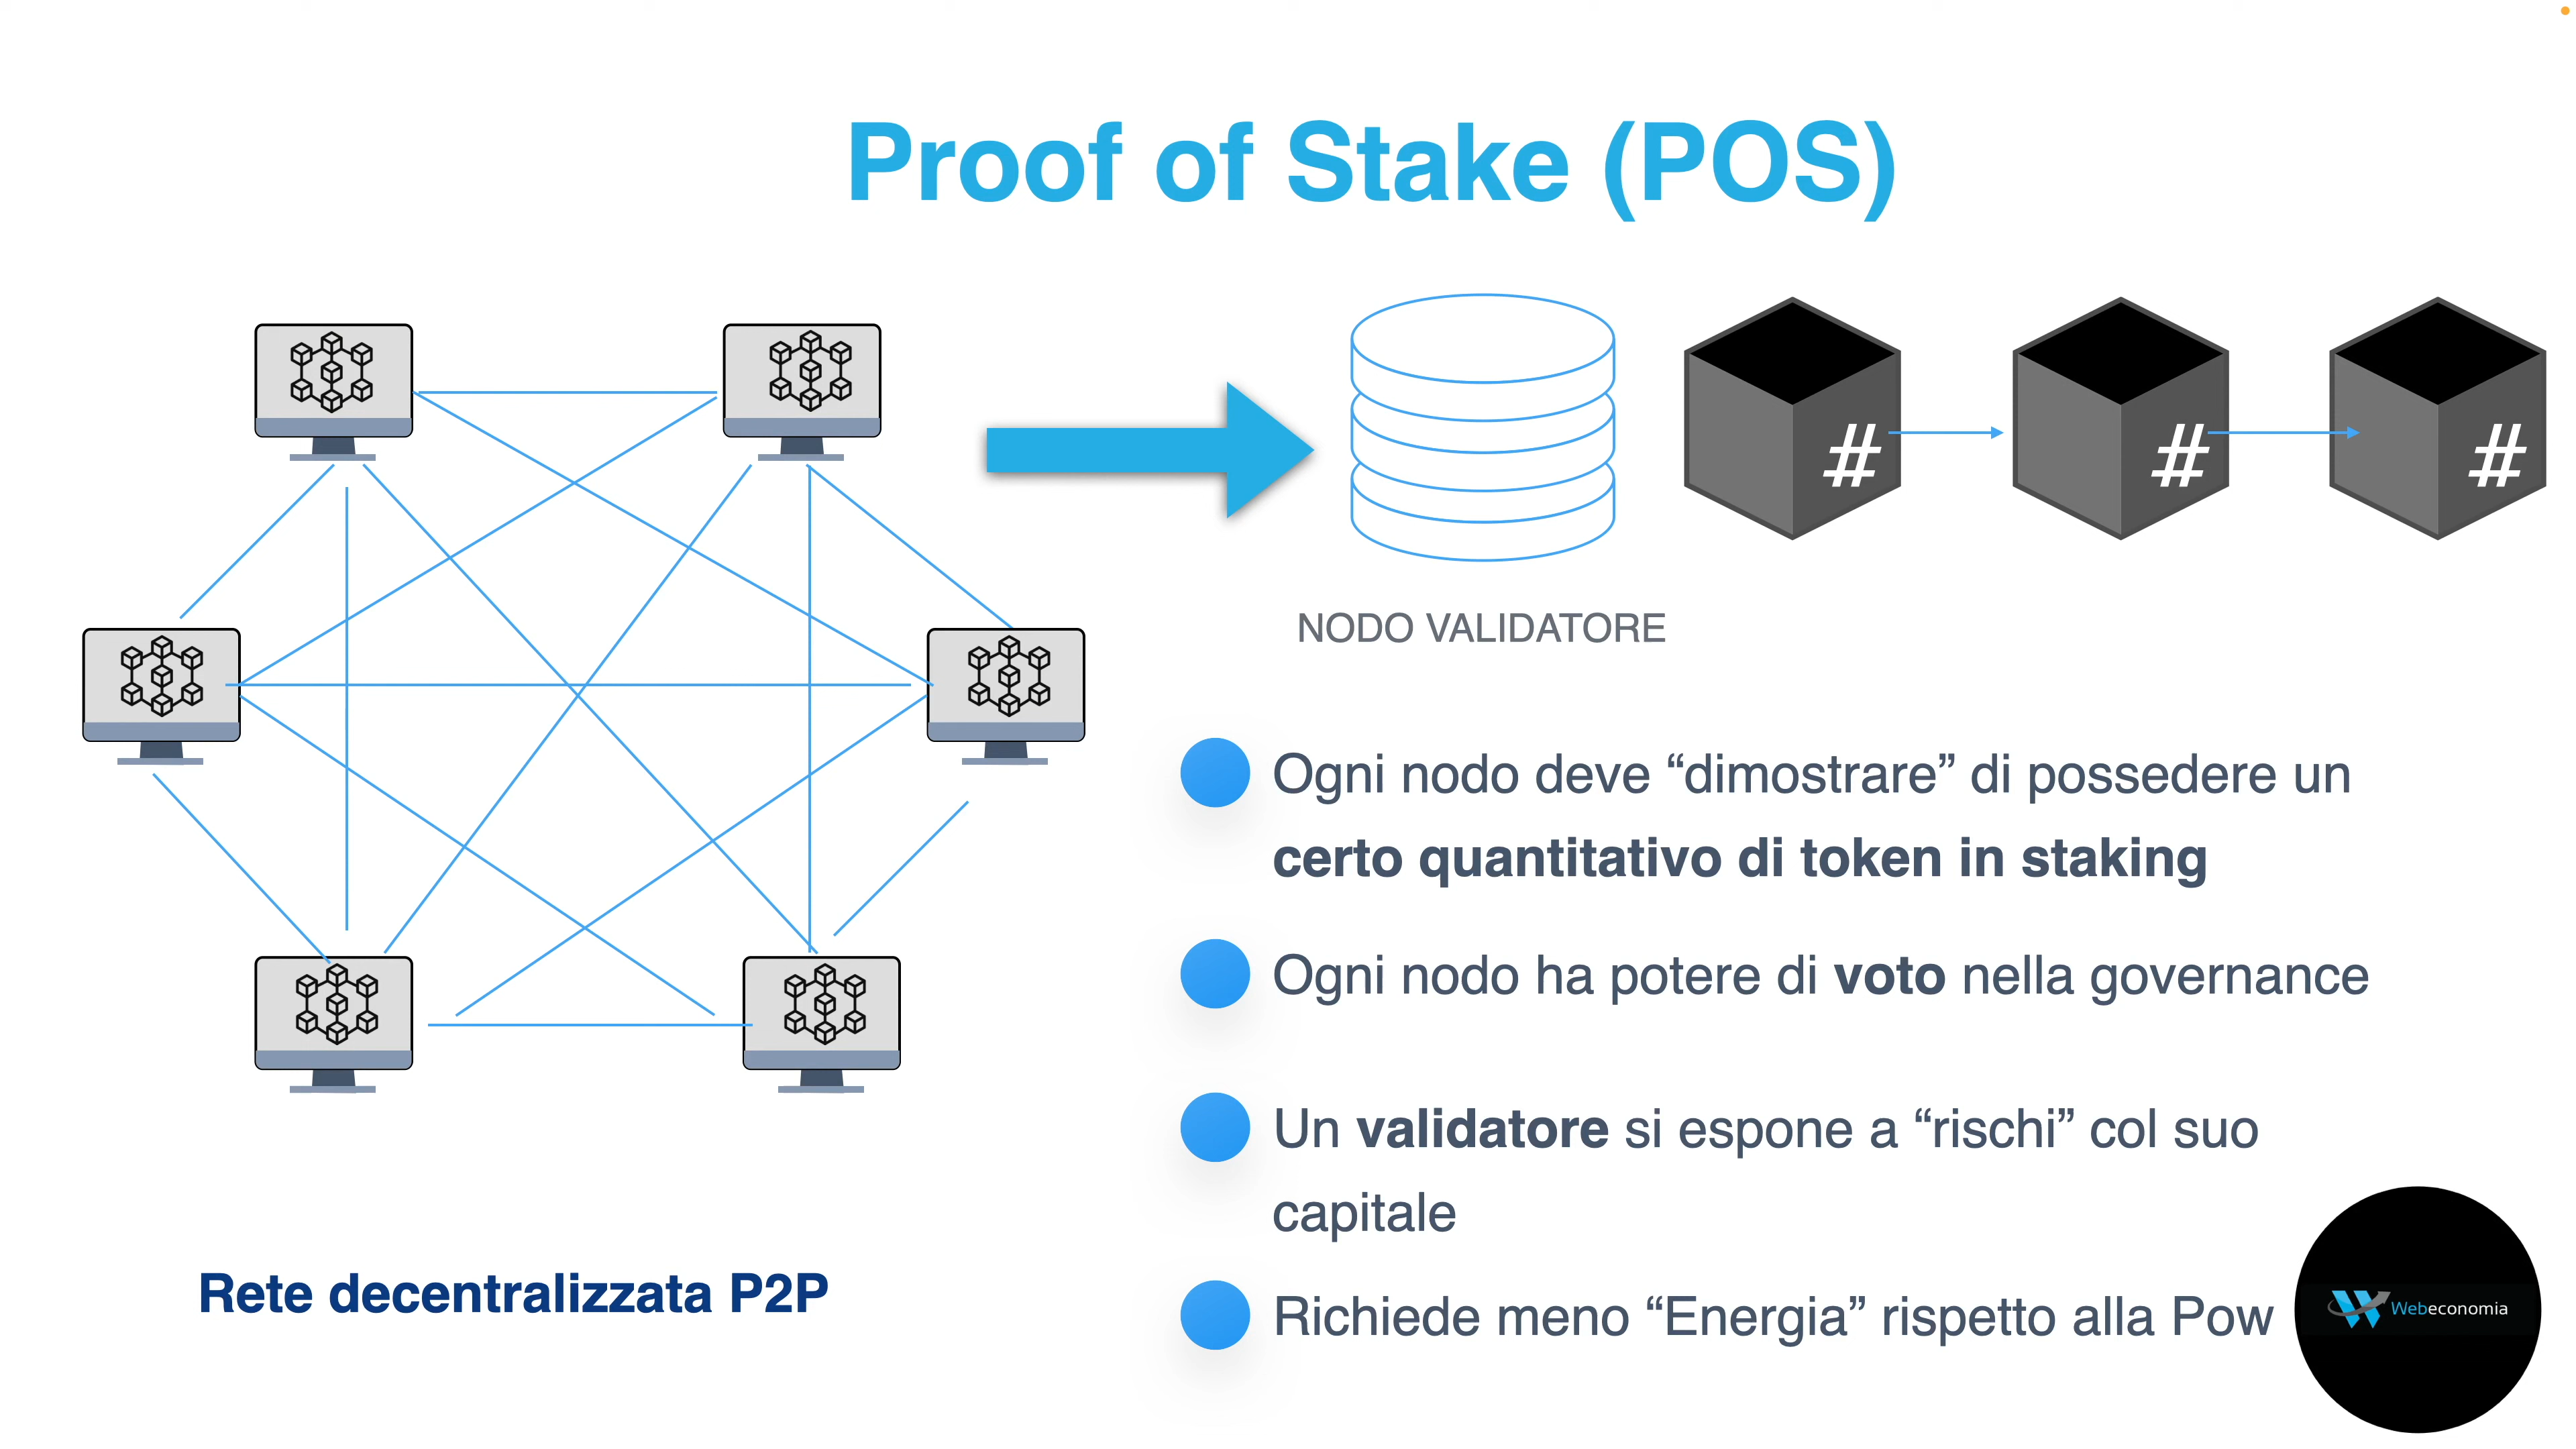 Proof of Stake (POS)
#
#
#
NODO VALIDATORE
Ogni nodo deve “dimostrare” di possedere un
certo quantitativo di token in staking
Ogni nodo ha potere di voto nella governance
Un validatore si espone a “rischi” col suo
capitale
Richiede meno “Energia” rispetto alla Pow
Rete decentralizzata P2P
Webeconomia